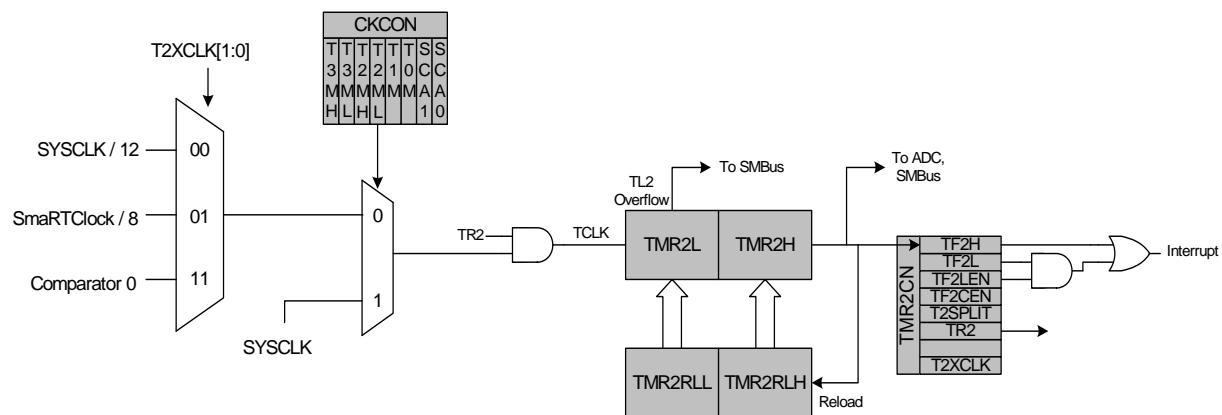 CKCON
T3MH
T3ML
T2MH
T2ML
T1M
T0M
SCA1
SCA0
T2XCLK[1:0]
SYSCLK / 12
00
SmaRTClock / 8
01
Comparator 0
11
0
1
SYSCLK
TR2
TCLK
TL2
Overflow
To SMBus
To ADC,
SMBus
TMR2L
TMR2H
TMR2RLL
TMR2RLH
Reload
TMR2CN
TF2H
TF2L
TF2LEN
TF2CEN
T2SPLIT
TR2
T2XCLK
Interrupt